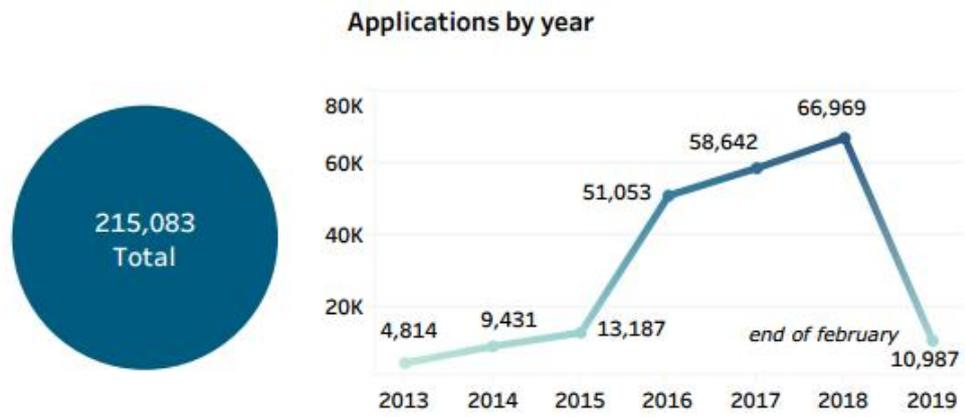 Applications by year
215,083
Total
80K
60K
40K
20K
4,814
9,431
13,187
51,053
58,642
66,969
end of february
10,987
2013 2014 2015 2016 2017 2018 2019